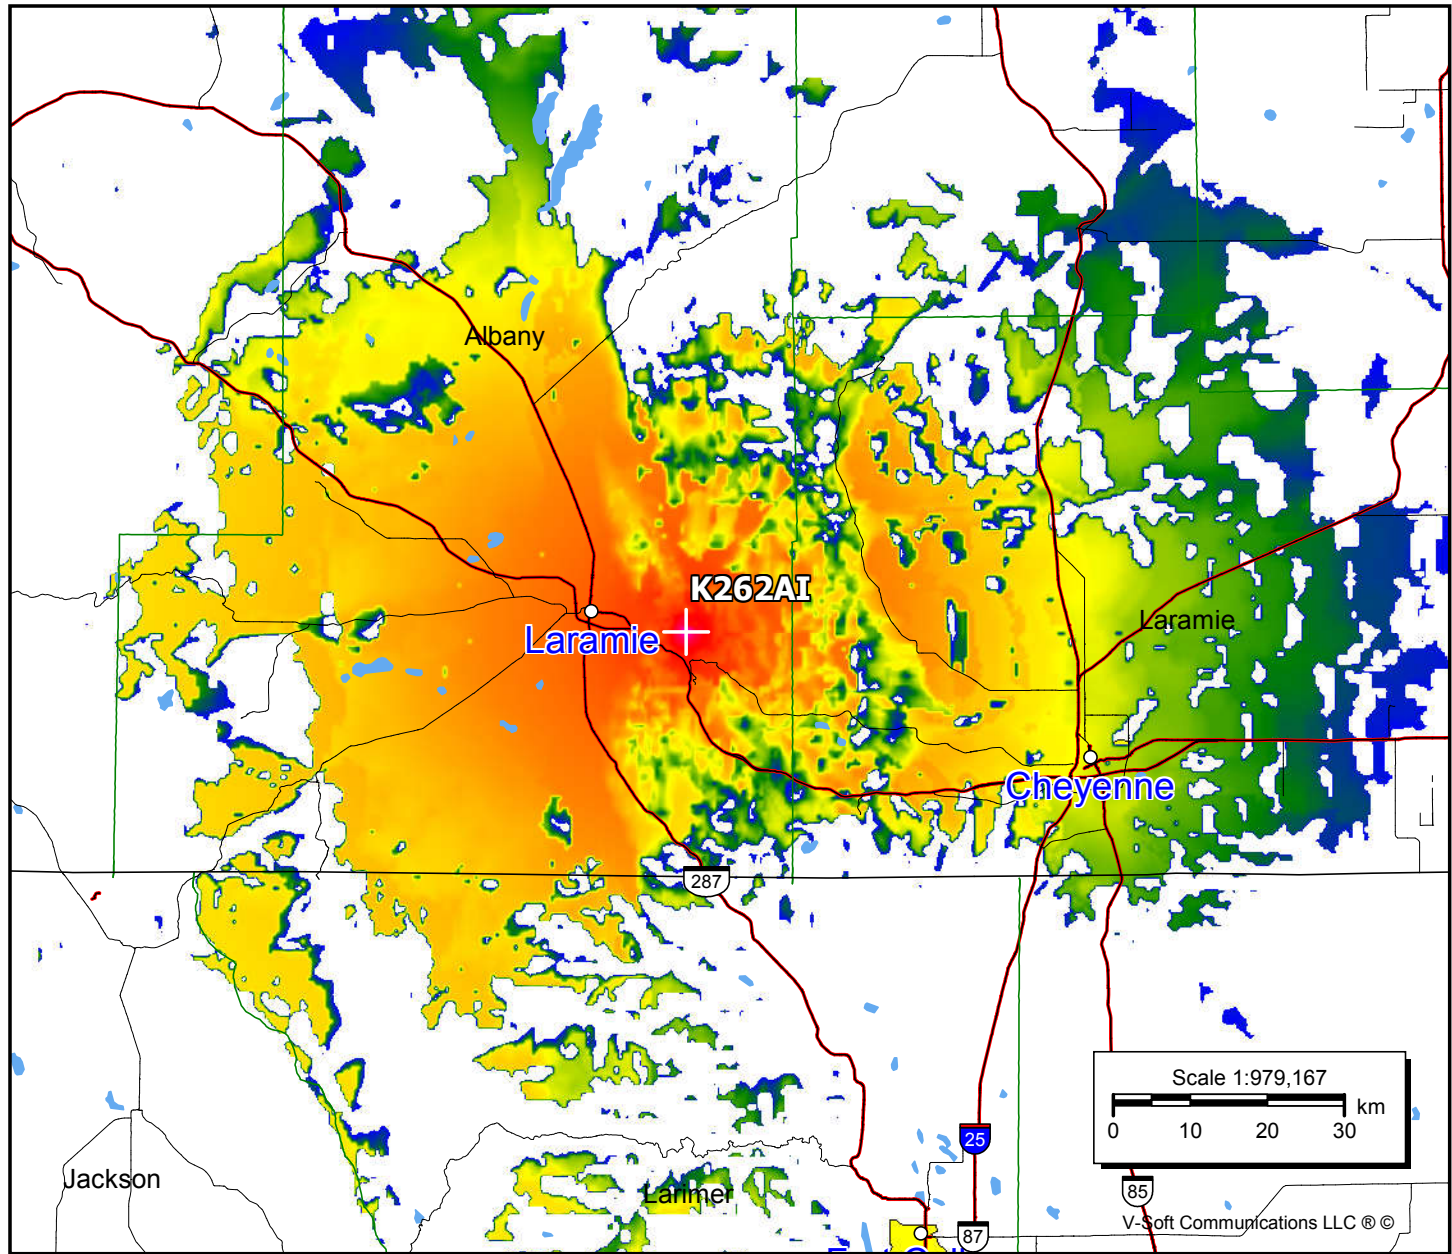 Albany
K262AI
Laramie
Laramie
Cheyenne
287
Scale 1:979,167
km
0 10 20 30
25
Jackson
Larimer
85
87
V-Soft Communications LLC ® ©